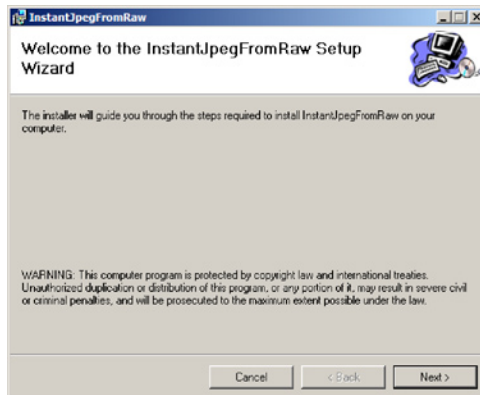 InstantJpegFromRaw
Welcome to the InstantJpegFromRaw Setup
Wizard
The installer will guide you through the steps required to install InstantJpegFromRaw on your
computer.
WARNING: This computer program is protected by copyright law and international treaties.
Unauthorized duplication or distribution of this program, or any portion of it, may result in severe civil
or criminal penalties, and will be prosecuted to the maximum extent possible under the law.
Cancel
< Back
Next >